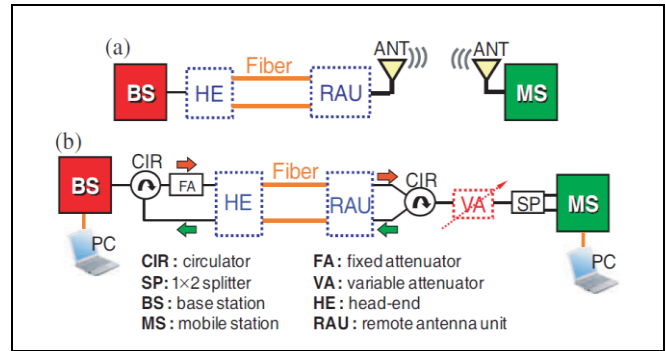 (a)
ANT
ANT
Fiber
BS
HE
RAU
MS
(b)
CIR
FA
Fiber
CIR
BS
HE
RAU
VA
SP
MS
PC
PC
CIR : circulator
FA : fixed attenuator
SP: 1×2 splitter
VA : variable attenuator
BS : base station
HE : head-end
MS : mobile station
RAU : remote antenna unit